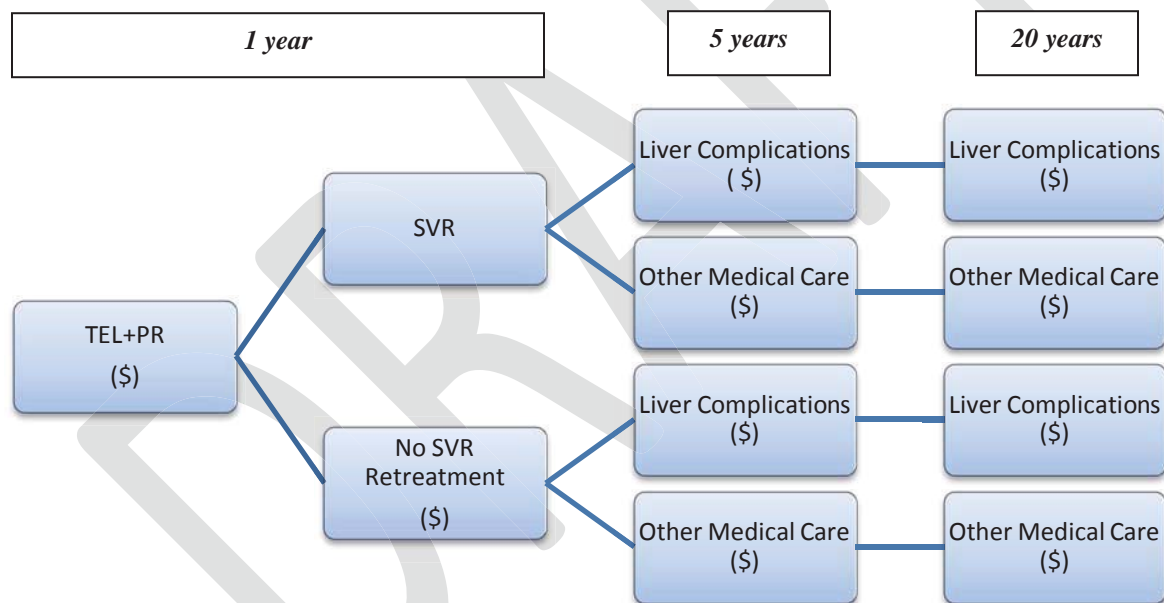 1 year
5 years
20 years
Liver Complications
( $)
Liver Complications
($)
SVR
Other Medical Care
($)
Other Medical Care
($)
TEL+PR
($)
Liver Complications
($)
Liver Complications
($)
No SVR
Retreatment
($)
Other Medical Care
($)
Other Medical Care
($)
DRA